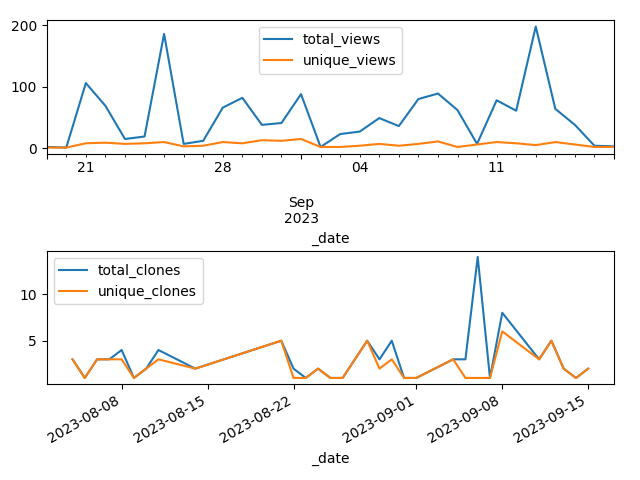 200
100
0
total_views
unique_views
21
28
04
11
Sep
2023
_date
10
5
total_clones
unique_clones
2023-08-08
2023-08-15
2023-08-22
2023-09-01
2023-09-08
2023-09-15
_date